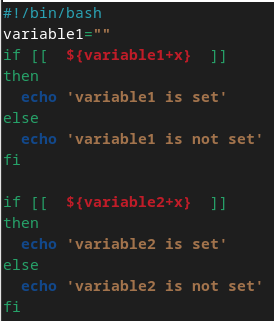 #!/bin/bash
variable1=""
if [[  ${variable1+x}  ]]
then
  echo 'variable1 is set'
else
  echo 'variable1 is not set'
fi

if [[  ${variable2+x}  ]]
then
  echo 'variable2 is set'
else
  echo 'variable2 is not set'
fi